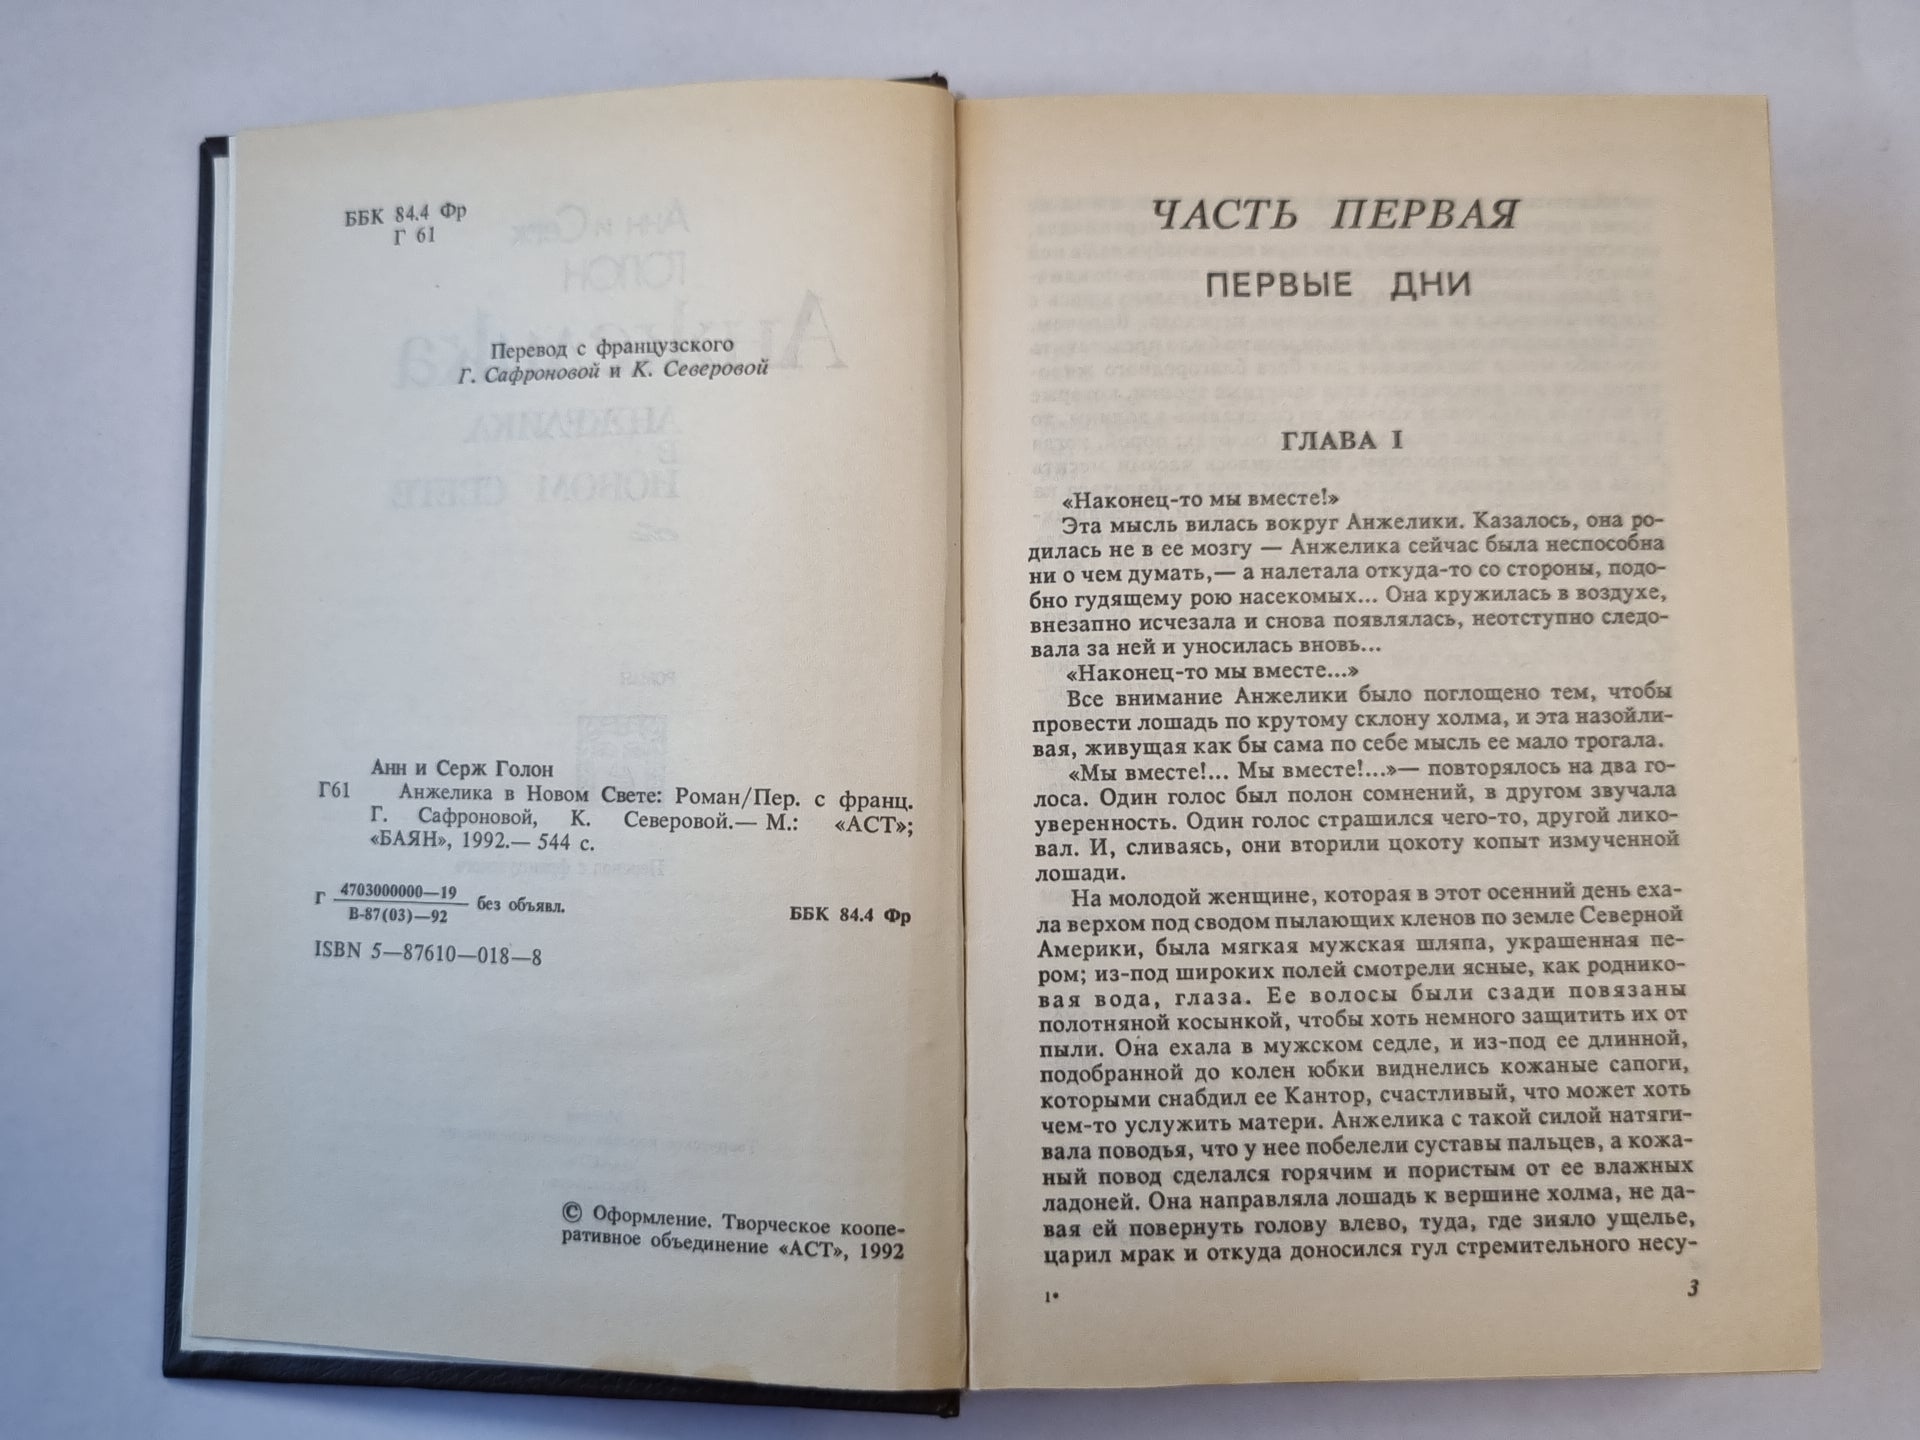 ББК 84.4 Фр
Г 61
Перевод с французского
Г. Сафроновой и К. Северовой
Анн и Серж Голон
Г61 Анжелика в Новом Свете: Роман/Пер. с франц.
Г. Сафроновой, К. Северовой.— М.: «АСТ»;
«БАЯН», 1992.— 544 с.
Г 4703000000—19
В-87(03)—92 без объявл.
ББК 84.4 Фр
ISBN 5—87610—018—8
© Оформление. Творческое коопе-
ративное объединение «АСТ», 1992
ЧАСТЬ ПЕРВАЯ
ПЕРВЫЕ ДНИ
ГЛАВА I
«Наконец-то мы вместе!»
Эта мысль вилась вокруг Анжелики. Казалось, она ро-
дилась не в ее мозгу — Анжелика сейчас была неспособна
ни о чем думать,— а налетала откуда-то со стороны, подо-
бно гудящему рою насекомых... Она кружилась в воздухе,
внезапно исчезала и снова появлялась, неотступно следо-
вала за ней и уносилась вновь...
«Наконец-то мы вместе...»
Все внимание Анжелики было поглощено тем, чтобы
провести лошадь по крутому склону холма, и эта назойли-
вая, живущая как бы сама по себе мысль ее мало трогала.
«Мы вместе!... Мы вместе!...»— повторялось на два го-
лоса. Один голос был полон сомнений, в другом звучала
уверенность. Один голос страшился чего-то, другой лико-
вал. И, сливаясь, они вторили цокоту копыт измученной
лошади.
На молодой женщине, которая в этот осенний день еха-
ла верхом под сводом пылающих кленов по земле Северной
Америки, была мягкая мужская шляпа, украшенная пе-
ром; из-под широких полей смотрели ясные, как роднико-
вая вода, глаза. Ее волосы были сзади повязаны
полотняной косынкой, чтобы хоть немного защитить их от
пыли. Она ехала в мужском седле, и из-под ее длинной,
подобранной до колен юбки виднелись кожаные сапоги,
которыми снабдил ее Кантор, счастливый, что может хоть
чем-то услужить матери. Анжелика с такой силой натяги-
вала поводья, что у нее побелели суставы пальцев, а кожа-
ный повод сделался горячим и пористым от ее влажных
ладоней. Она направляла лошадь к вершине холма, не да-
вая ей повернуть голову влево, туда, где зияло ущелье,
царил мрак и откуда доносился гул стремительного несу-
1*
3